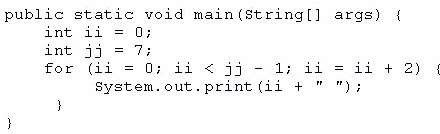 public static void main(String[] args) {
    int ii = 0;
    int jj = 7;
    for (ii = 0; ii < jj - 1; ii = ii + 2) {
         System.out.print(ii + " ");
     }
}